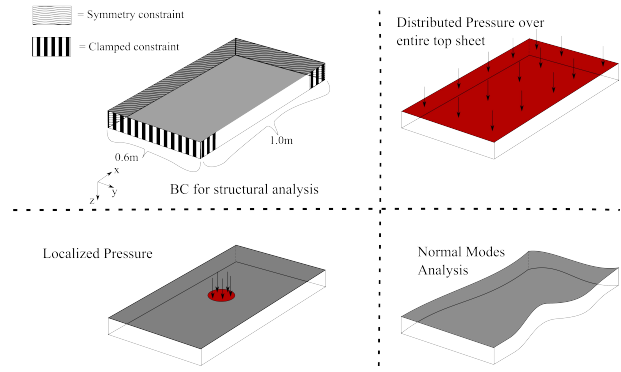 = Symmetry constraint
= Clamped constraint
0.6m
1.0m
x
y
z
BC for structural analysis
Distributed Pressure over
entire top sheet
Localized Pressure
Normal Modes
Analysis